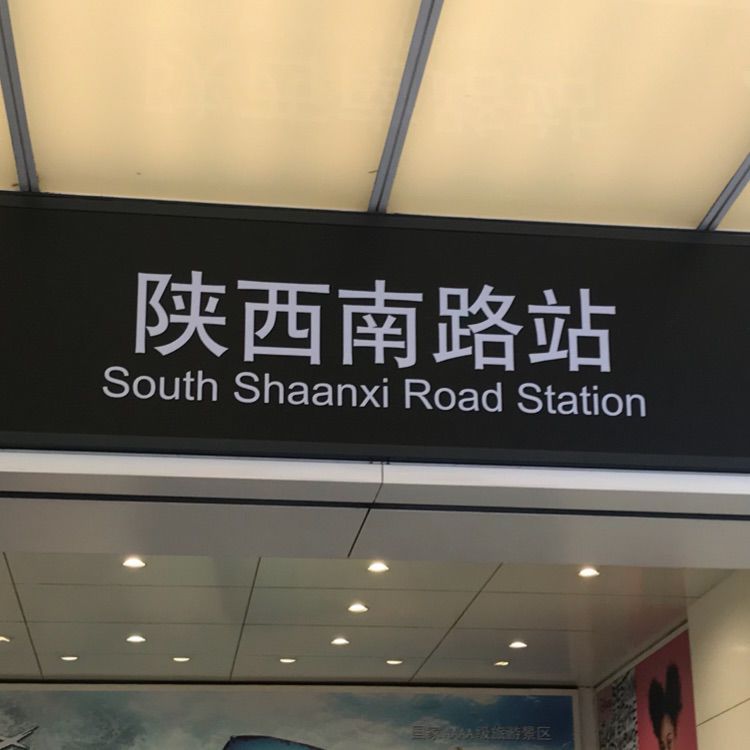 陕西南路站
South Shaanxi Road Station